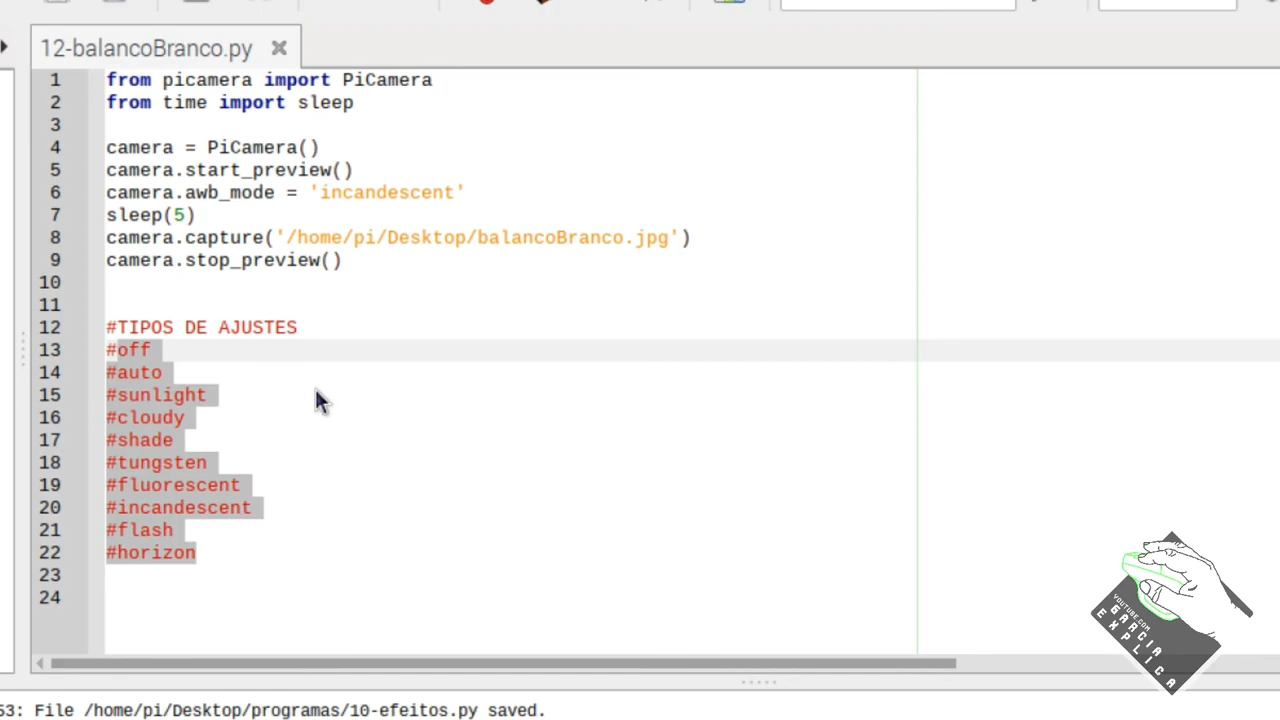 12-balancoBranco.py
1 from picamera import PiCamera
2 from time import sleep
3
4 camera = PiCamera()
5 camera.start_preview()
6 camera.awb_mode = 'incandescent'
7 sleep(5)
8 camera.capture('/home/pi/Desktop/balancoBranco.jpg')
9 camera.stop_preview()
10
11
12 #TIPOS DE AJUSTES
13 #off
14 #auto
15 #sunlight
16 #cloudy
17 #shade
18 #tungsten
19 #fluorescent
20 #incandescent
21 #flash
22 #horizon
23
24
YOUTUBE.COM
GARCIA
EXPLICA
53: File /home/pi/Desktop/programas/10-efeitos.py saved.